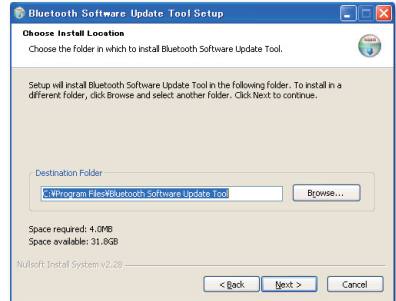 Bluetooth Software Update Tool Setup
Choose Install Location
Choose the folder in which to install Bluetooth Software Update Tool.
Setup will install Bluetooth Software Update Tool in the following folder. To install in a
different folder, click Browse and select another folder. Click Next to continue.
Destination Folder
C:¥Program Files¥Bluetooth Software Update Tool
Browse...
Space required: 4.0MB
Space available: 31.8GB
Nullsoft Install System v2.28
< Back
Next >
Cancel